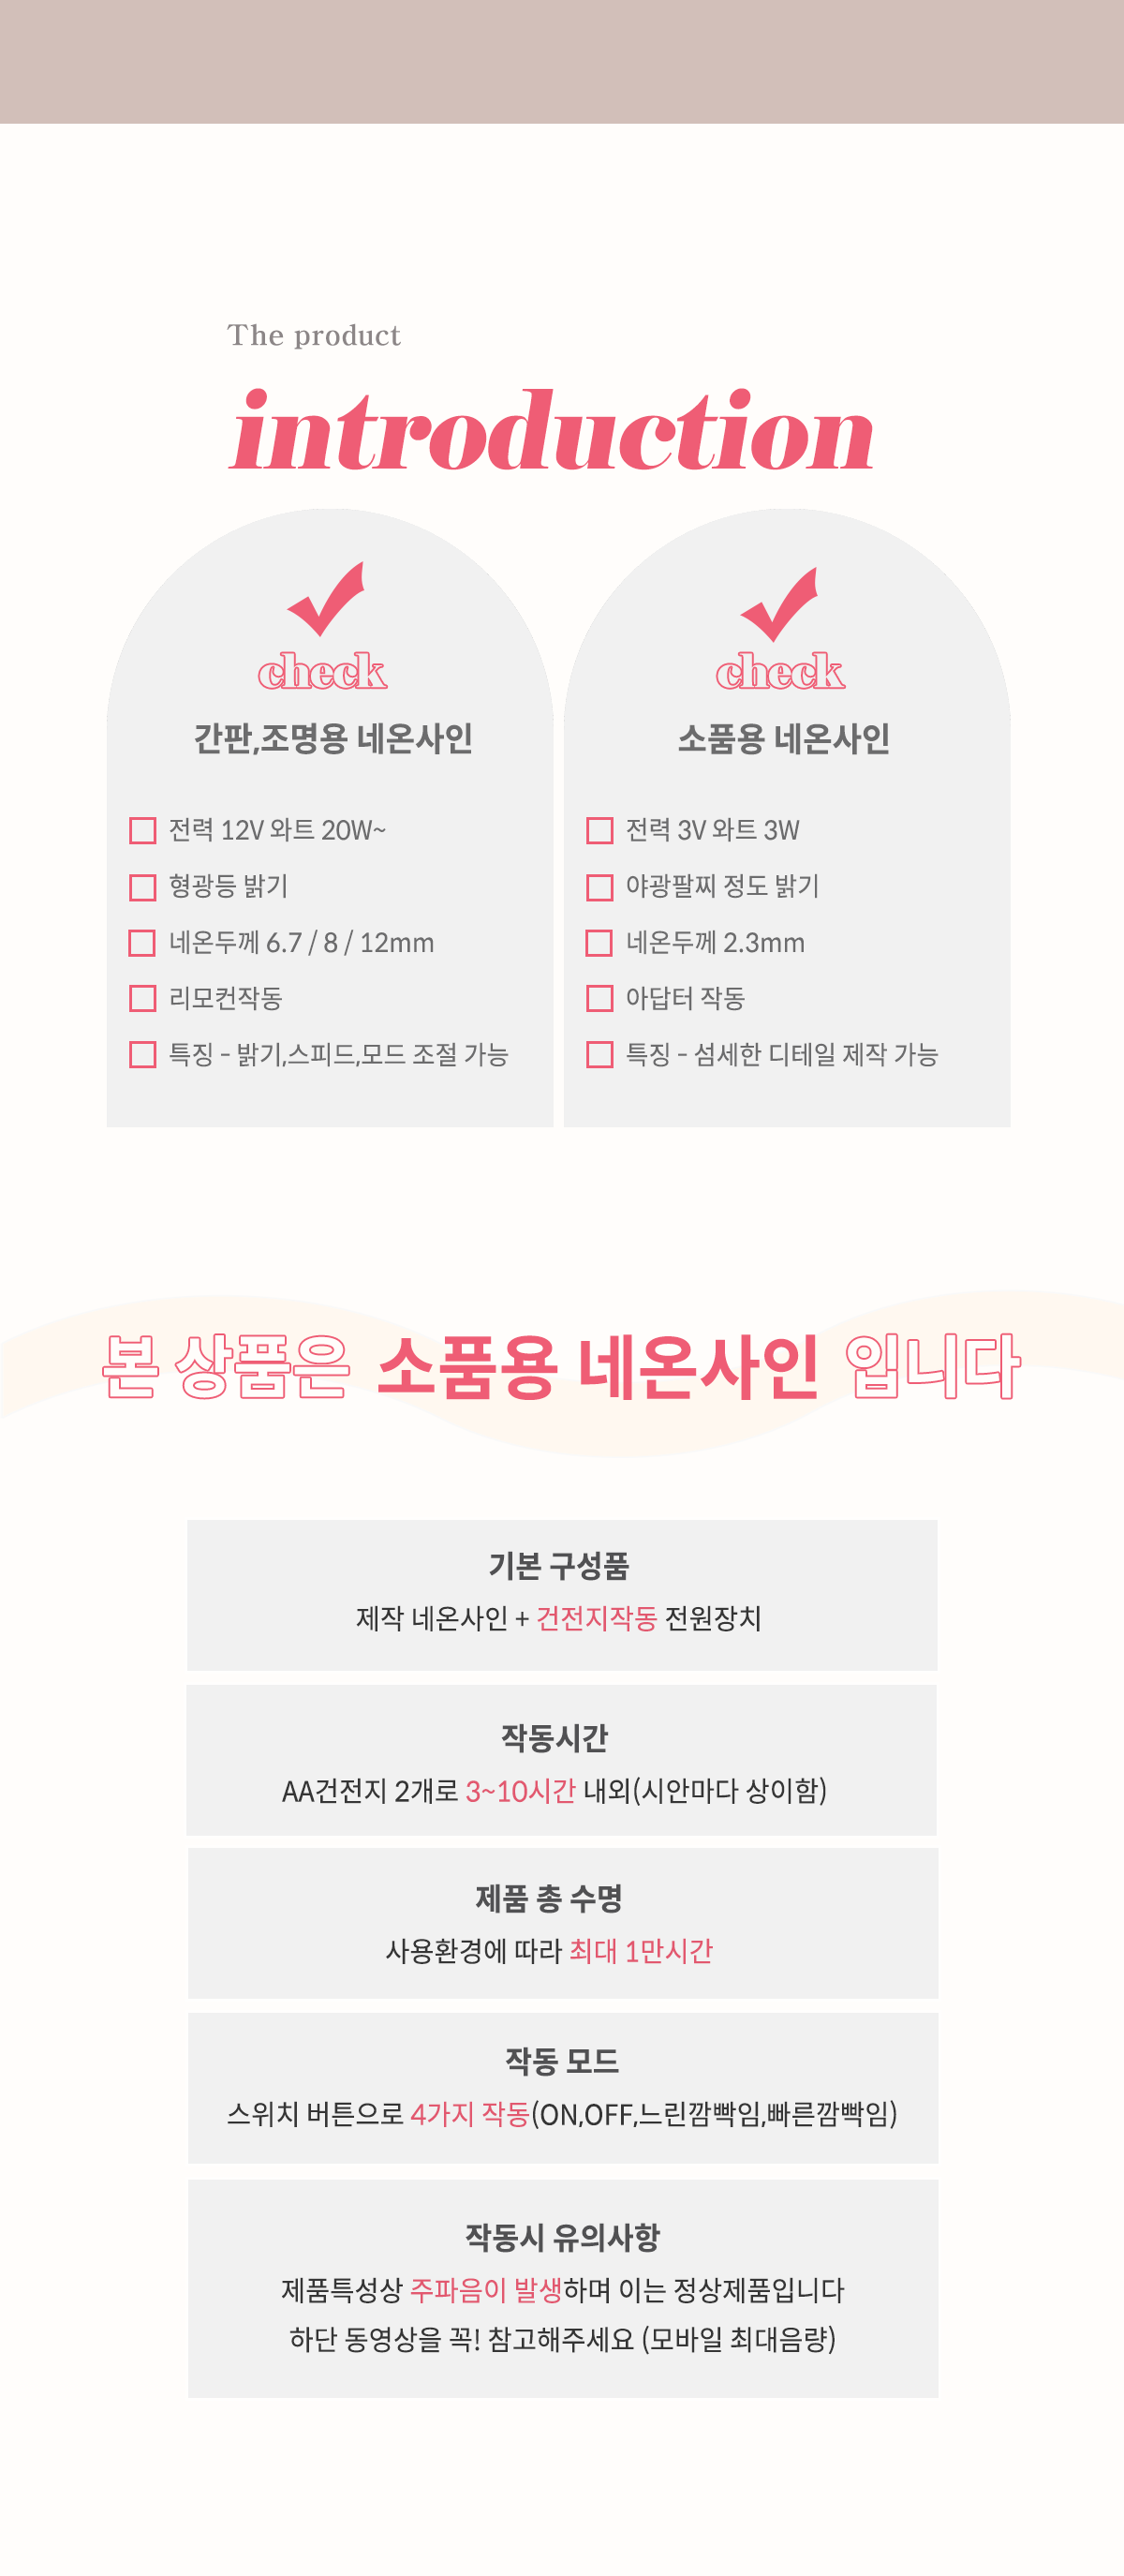 The product
introduction
check
간판,조명용 네온사인
전력 12V 와트 20W~
형광등 밝기
네온두께 6.7 / 8 / 12mm
리모컨작동
특징 - 밝기,스피드,모드 조절 가능
check
소품용 네온사인
전력 3V 와트 3W
야광팔찌 정도 밝기
네온두께 2.3mm
아답터 작동
특징 - 섬세한 디테일 제작 가능
본 상품은 소품용 네온사인 입니다
기본 구성품
제작 네온사인 + 건전지작동 전원장치
작동시간
AA건전지 2개로 3~10시간 내외(시안마다 상이함)
제품 총 수명
사용환경에 따라 최대 1만시간
작동 모드
스위치 버튼으로 4가지 작동(ON,OFF,느린깜빡임,빠른깜빡임)
작동시 유의사항
제품특성상 주파음이 발생하며 이는 정상제품입니다
하단 동영상을 꼭! 참고해주세요 (모바일 최대음량)